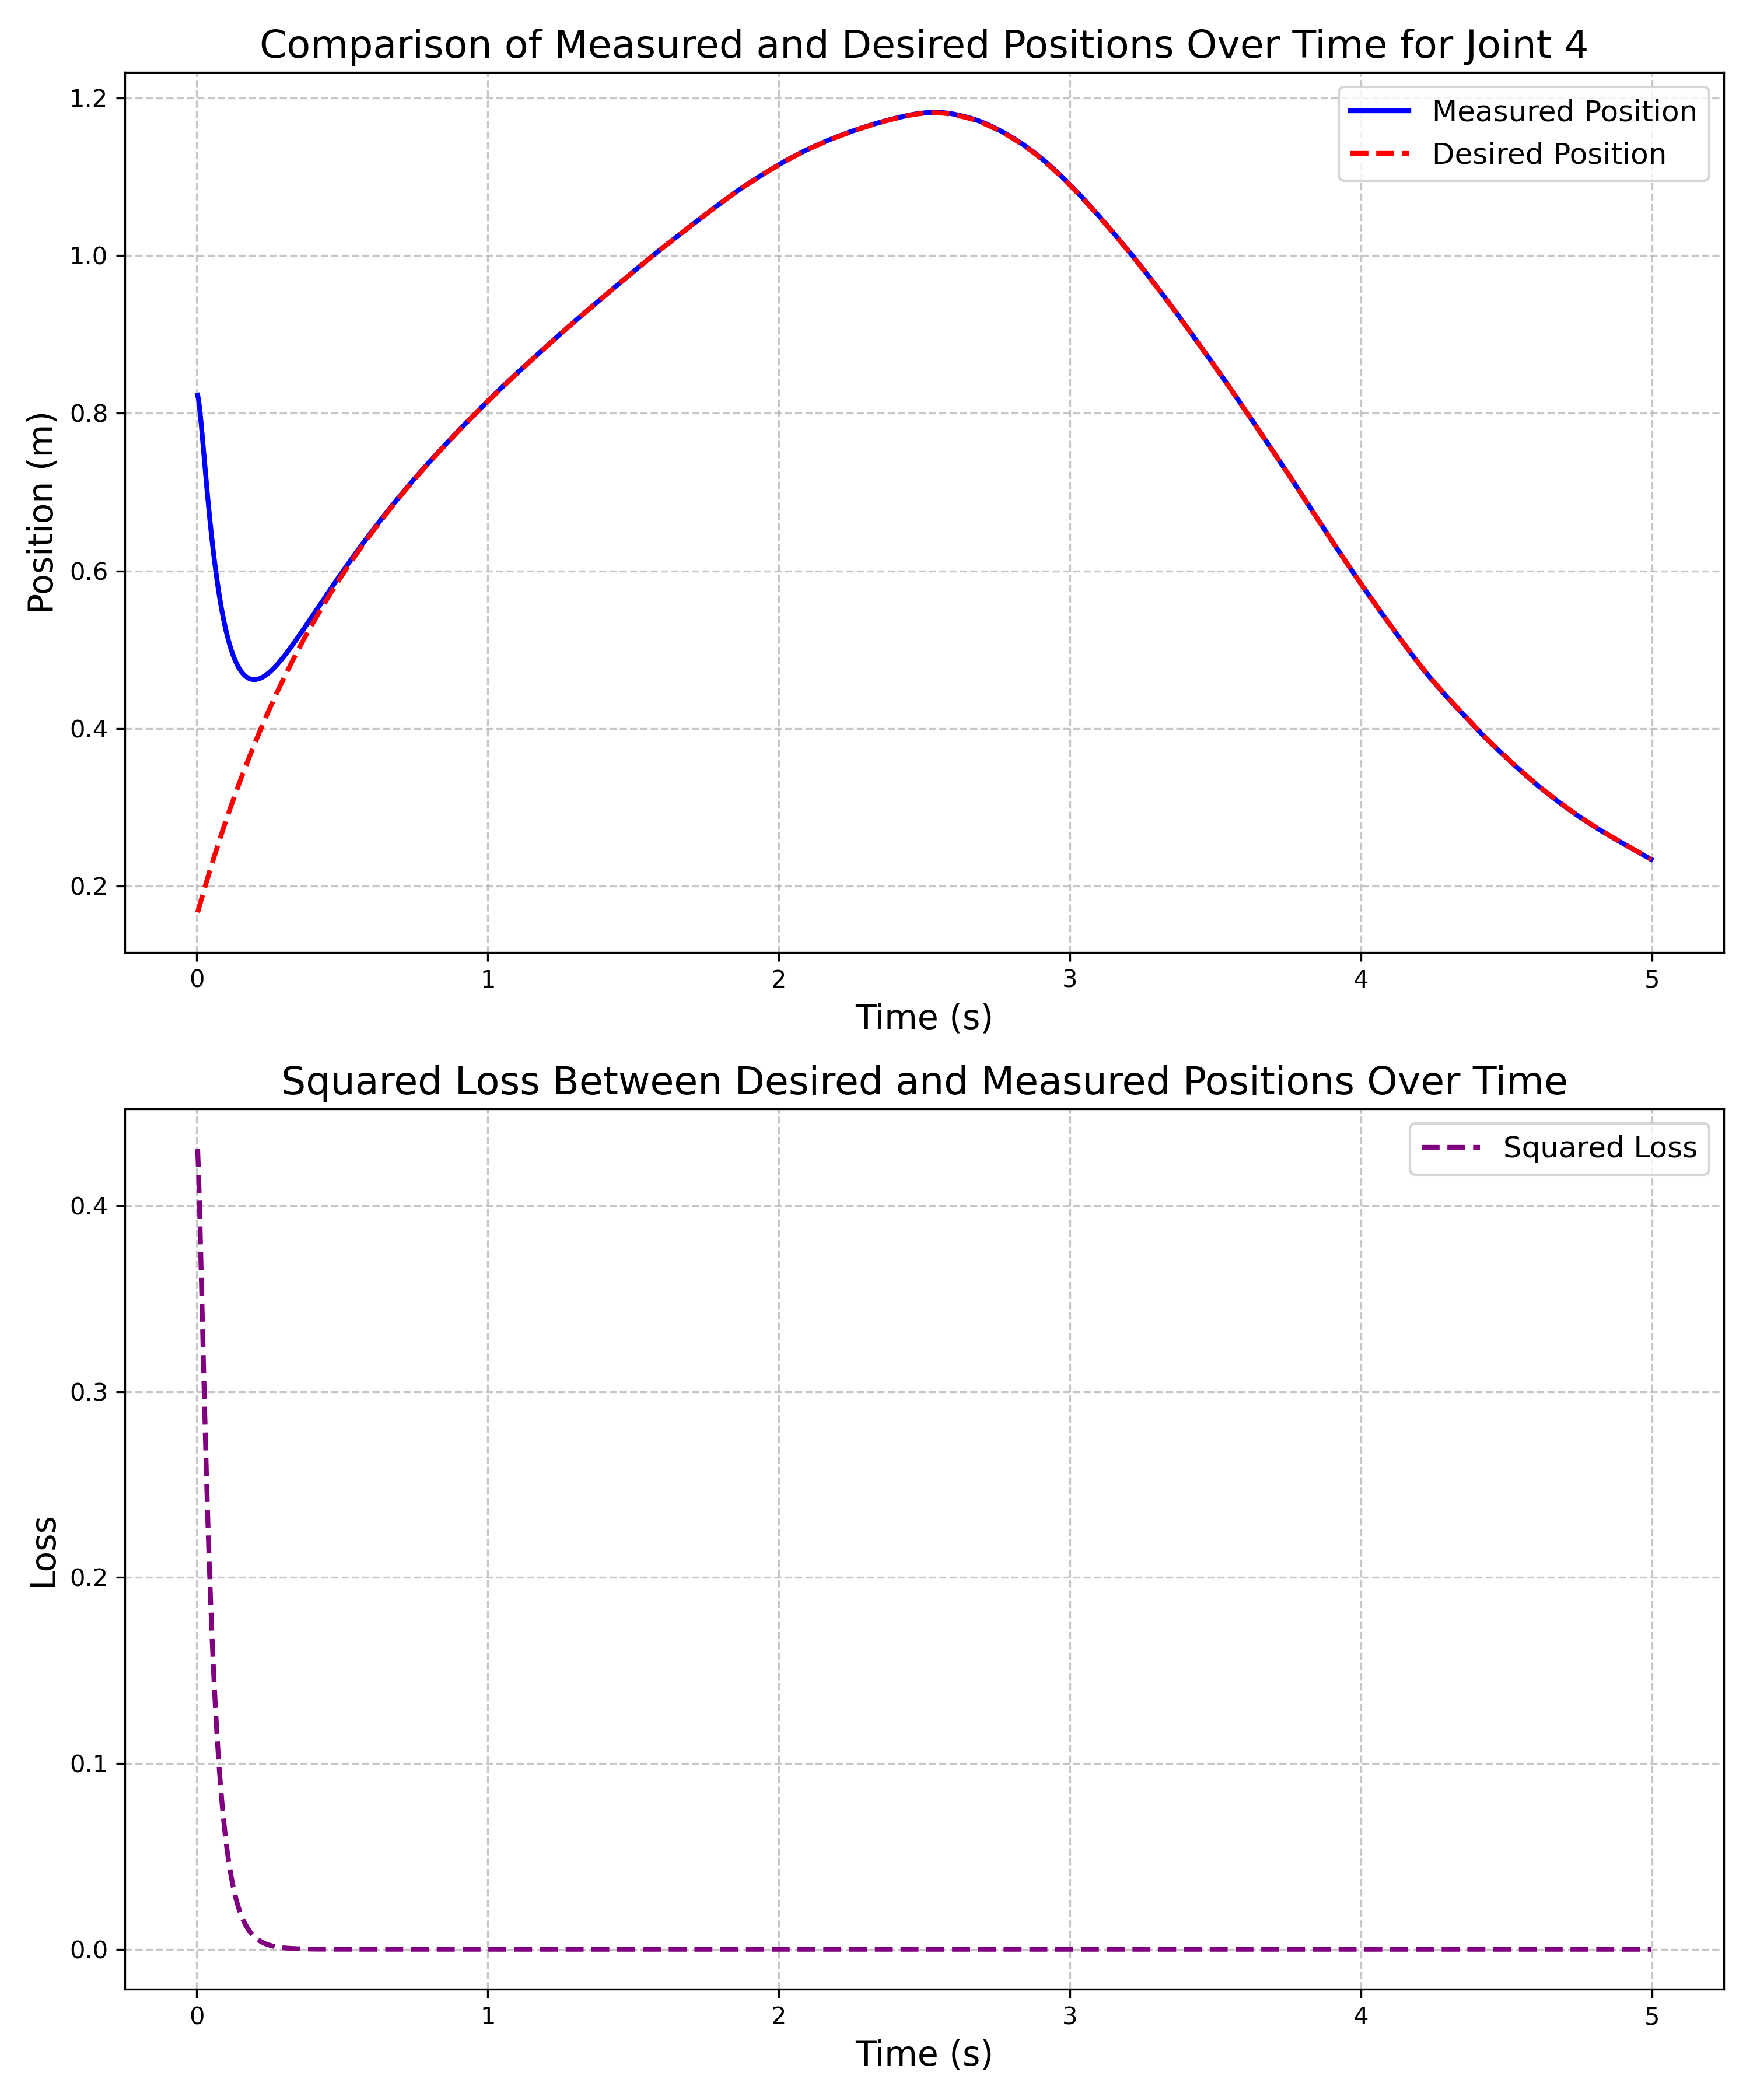 Comparison of Measured and Desired Positions Over Time for Joint 4
Measured Position
Desired Position
1.2
1.0
0.8
0.6
0.4
0.2
Position (m)
0 1 2 3 4 5
Time (s)
Squared Loss Between Desired and Measured Positions Over Time
Squared Loss
0.4
0.3
0.2
0.1
0.0
Loss
0 1 2 3 4 5
Time (s)